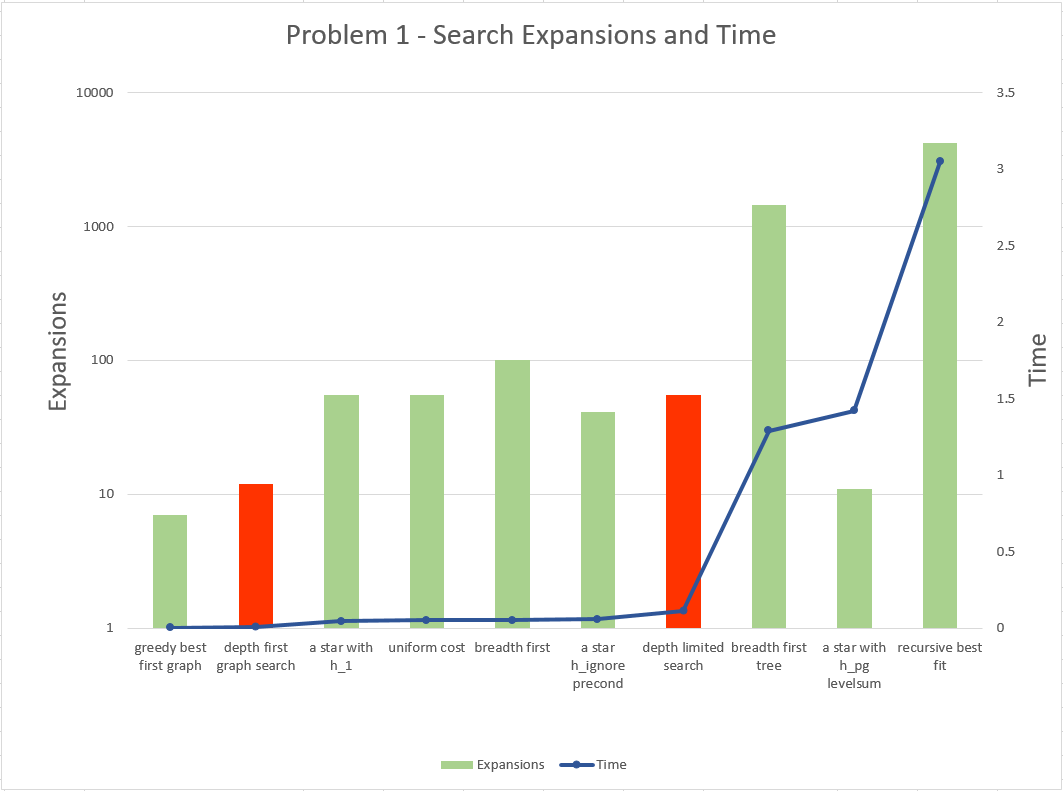 Problem 1 - Search Expansions and Time
10000
1000
100
10
1
Expansions
3.5
3
2.5
2
1.5
1
0.5
0
Time
greedy best
first graph
depth first
graph search
a star with
h_1
uniform cost
breadth first
a star
h_ignore
precond
depth limited
search
breadth first
tree
a star with
h_pg
levelsum
recursive best
fit
Expansions
Time